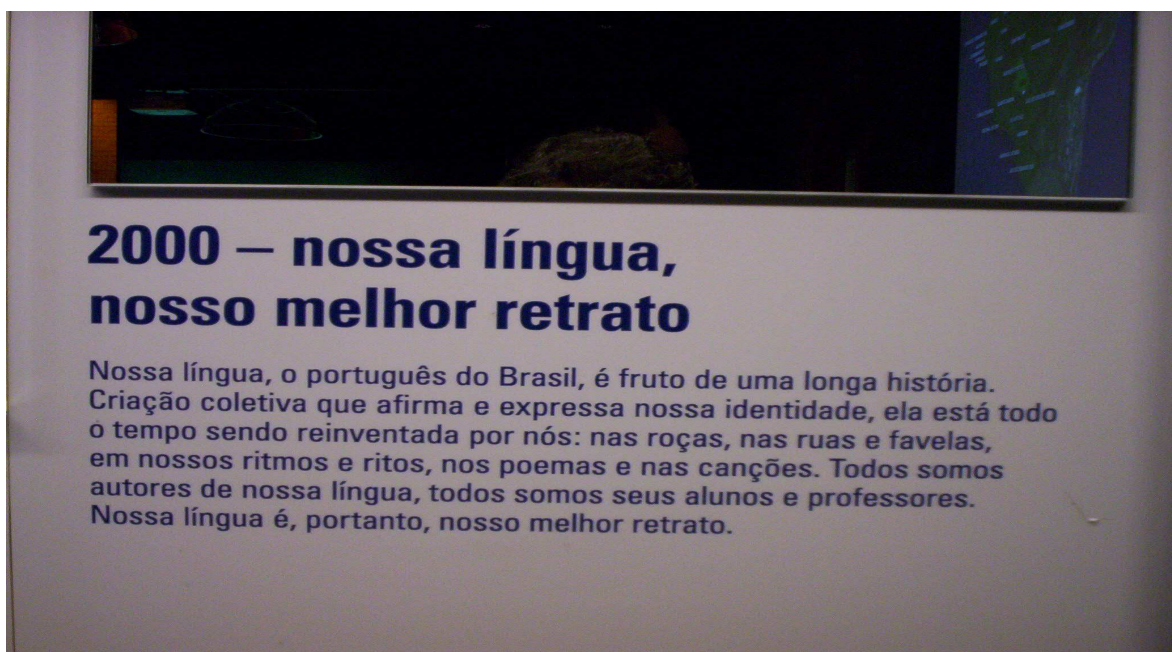 2000 – nossa língua,
nosso melhor retrato
Nossa língua, o português do Brasil, é fruto de uma longa história.
Criação coletiva que afirma e expressa nossa identidade, ela está todo
o tempo sendo reinventada por nós: nas roças, nas ruas e favelas,
em nossos ritmos e ritos, nos poemas e nas canções. Todos somos
autores de nossa língua, todos somos seus alunos e professores.
Nossa língua é, portanto, nosso melhor retrato.